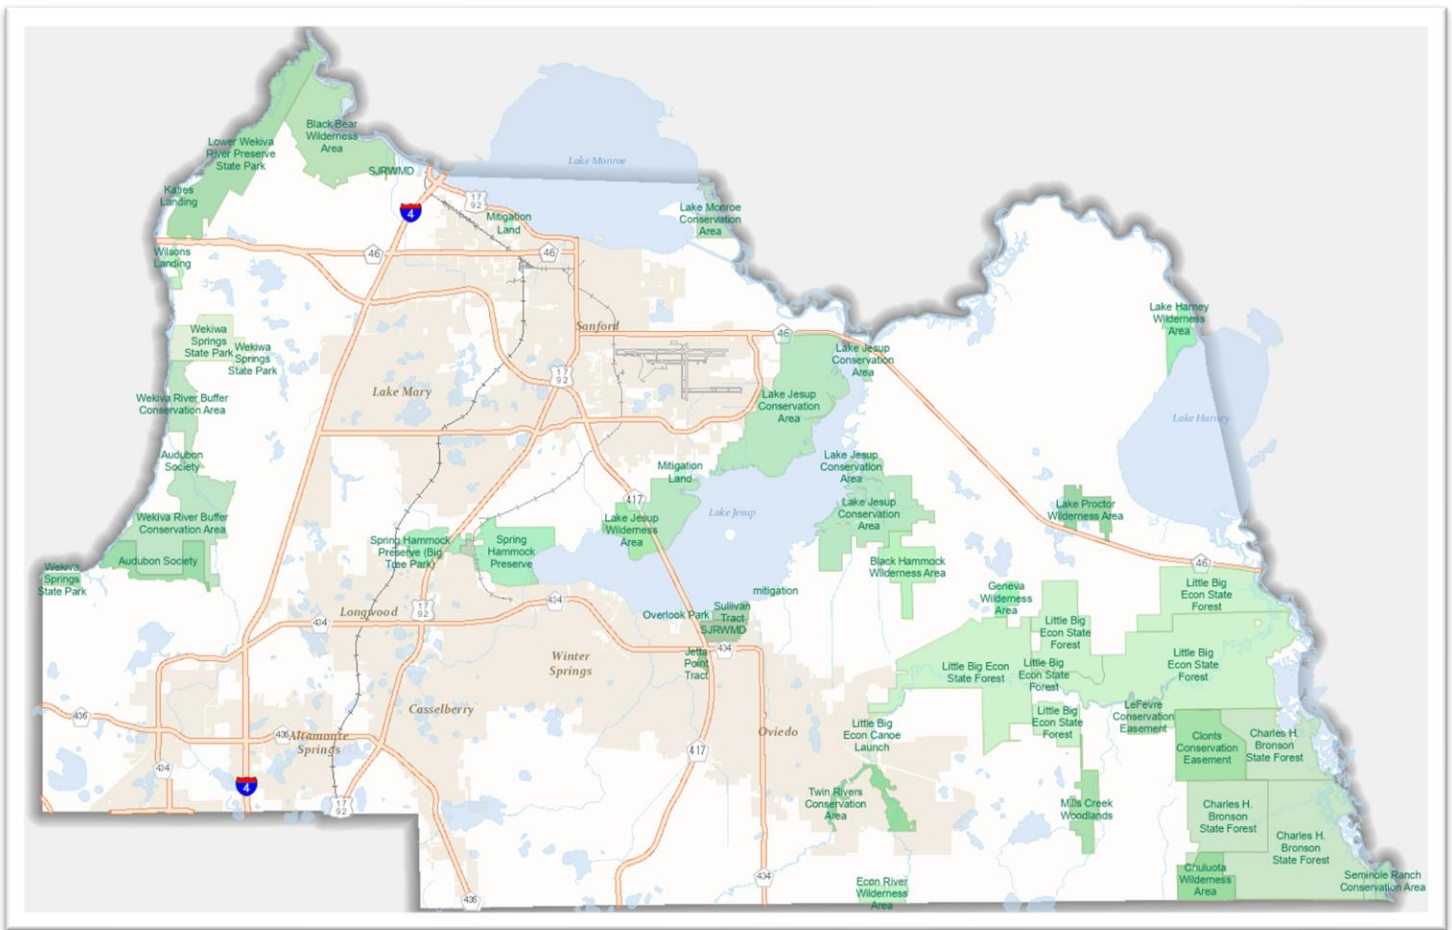 Black Bear
Wilderness
Area
Lower Wekiva
River Preserve
State Park
Lake Monroe
SJRWMD
Katies
Landing
17
92
4
Mitigation
Land
Lake Monroe
Conservation
Area
46
46
Wilsons
Landing
Lake Harney
Wilderness
Area
Sanford
46
Wekiwa
Springs
State Park
Wekiwa
Springs
State Park
Lake Jesup
Conservation
Area
17
92
Lake Mary
Lake Jesup
Conservation
Area
Wekiva River Buffer
Conservation Area
Lake Harney
Audubon
Society
Mitigation
Land
Lake Jesup
Conservation
Area
417
Lake Jesup
Lake Jesup
Conservation
Area
Lake Proctor
Wilderness Area
Wekiva River Buffer
Conservation Area
Lake Jesup
Wilderness
Area
Spring Hammock
Preserve (Big
Tree Park)
Spring
Hammock
Preserve
Audubon Society
Black Hammock
Wilderness Area
46
Wekiva
Springs
State Park
Little Big
Econ State
Forest
Geneva
Wilderness
Area
mitigation
434
17
92
Longwood
434
Overlook Park
Sullivan
Tract
SJRWMD
Little Big
Econ State
Forest
434
Jetta
Point
Tract
Winter
Springs
Little Big Econ
State Forest
Little Big
Econ State
Forest
Little Big
Econ State
Forest
Casselberry
436
436
Altamonte
Springs
Oviedo
Little Big
Econ Canoe
Launch
Little Big
Econ State
Forest
LeFevre
Conservation
Easement
Clonts
Conservation
Easement
Charles H.
Bronson
State Forest
417
434
4
17
92
Twin Rivers
Conservation
Area
Mills Creek
Woodlands
Charles H.
Bronson
State Forest
Charles H.
Bronson
State Forest
434
436
Econ River
Wilderness
Area
Chuluota
Wilderness
Area
Seminole Ranch
Conservation Area